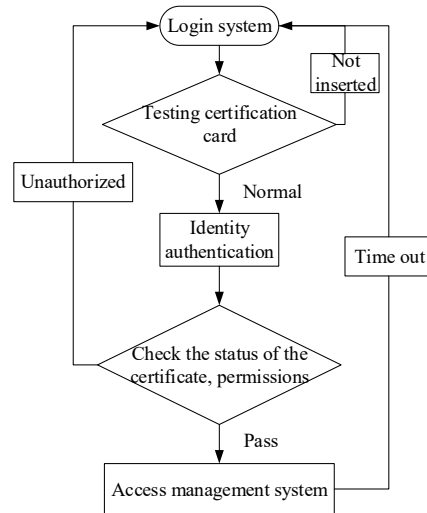 Login system
Not
inserted
Testing certification
card
Unauthorized
Normal
Identity
authentication
Time out
Check the status of the
certificate, permissions
Pass
Access management system